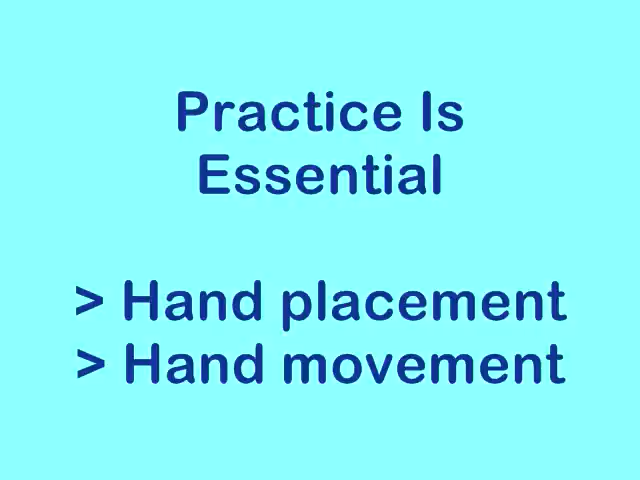 Practice Is
Essential
> Hand placement
> Hand movement